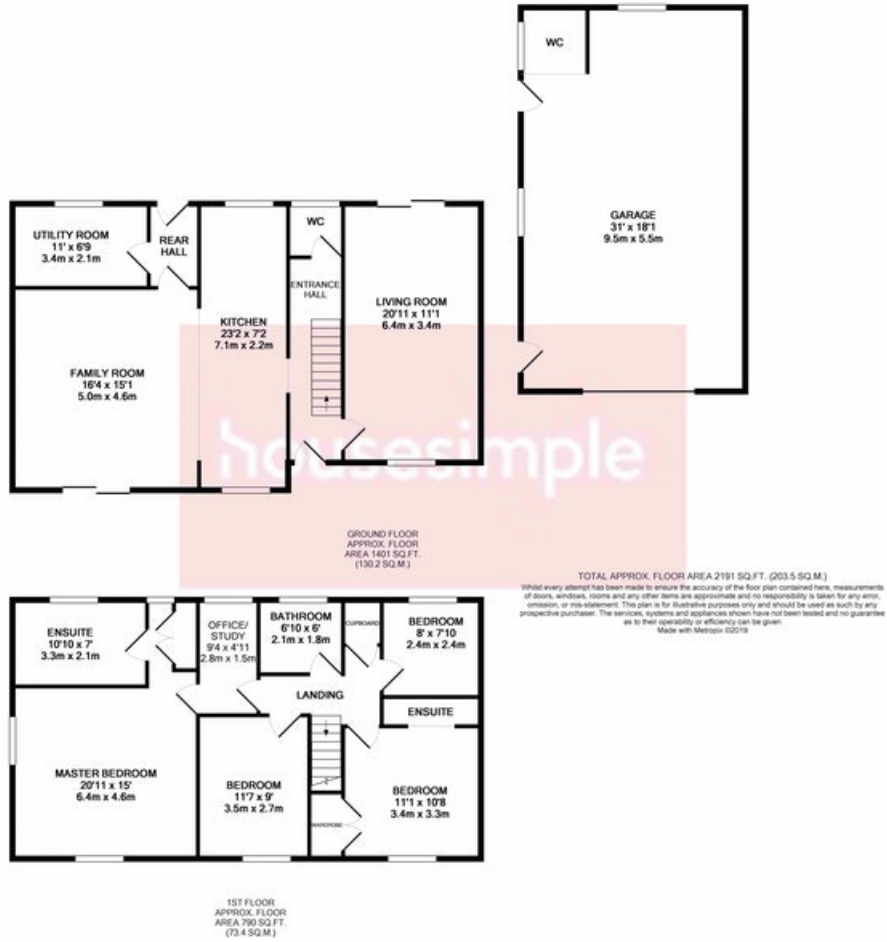 WC
GARAGE
31' x 18'1
9.5m x 5.5m
UTILITY ROOM
11' x 6'9
3.4m x 2.1m
REAR
HALL
WC
ENTRANCE
HALL
KITCHEN
23'2 x 7'2
7.1m x 2.2m
LIVING ROOM
20'11 x 11'1
6.4m x 3.4m
FAMILY ROOM
16'4 x 15'1
5.0m x 4.6m
housesimple
GROUND FLOOR
APPROX. FLOOR
AREA 1401 SQ.FT.
(130.2 SQ.M.)
TOTAL APPROX. FLOOR AREA 2191 SQ.FT. (203.5 SQ.M.)
Whilst every attempt has been made to ensure the accuracy of the floor plan contained here, measurements
of doors, windows, rooms and any other items are approximate and no responsibility is taken for any error,
omission, or mis-statement. This plan is for illustrative purposes only and should be used as such by any
prospective purchaser. The services, systems and appliances shown have not been tested and no guarantee
as to their operability or efficiency can be given
Made with Metropix ©2019
ENSUITE
10'10 x 7'
3.3m x 2.1m
OFFICE/
STUDY
9'4 x 4'11
2.8m x 1.5m
BATHROOM
6'10 x 6'
2.1m x 1.8m
CUPBOARD
BEDROOM
8' x 7'10
2.4m x 2.4m
LANDING
ENSUITE
MASTER BEDROOM
20'11 x 15'
6.4m x 4.6m
BEDROOM
11'7 x 9'
3.5m x 2.7m
WARDROBE
BEDROOM
11'1 x 10'8
3.4m x 3.3m
1ST FLOOR
APPROX. FLOOR
AREA 790 SQ.FT.
(73.4 SQ.M.)